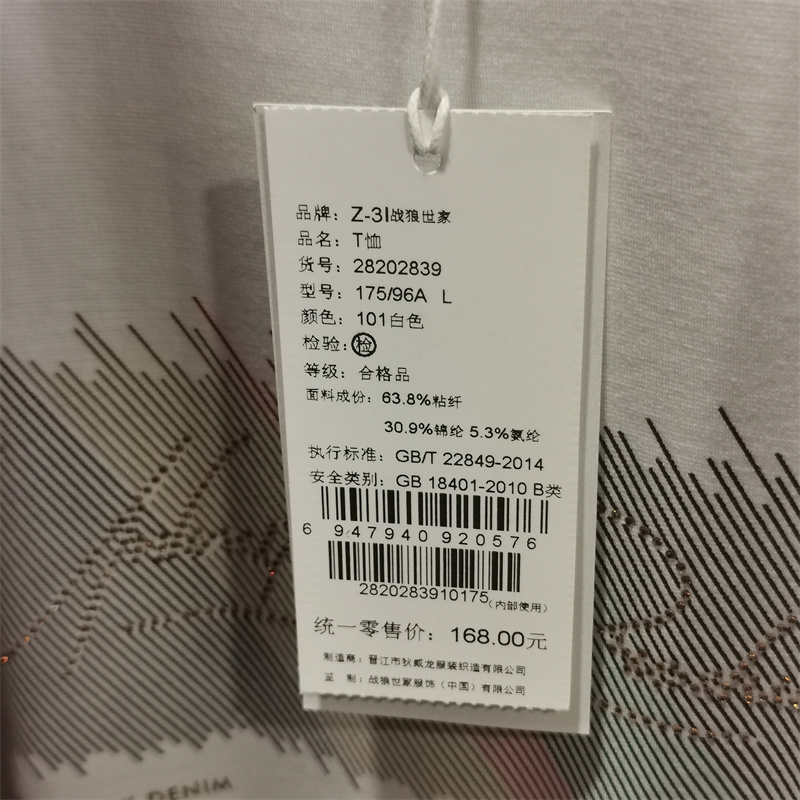 品牌：Z-3I战狼世家
品名：T恤
货号：28202839
型号：175/96A L
颜色：101白色
检验：检
等级：合格品
面料成份：63.8%粘纤
30.9%锦纶 5.3%氨纶
执行标准：GB/T 22849-2014
安全类别：GB 18401-2010 B类
6 947940 920576
2820283910175(内部使用)
统一零售价：168.00元
制造商：晋江市狄威龙服装织造有限公司
监 制：战狼世家服饰（中国）有限公司
DENIM